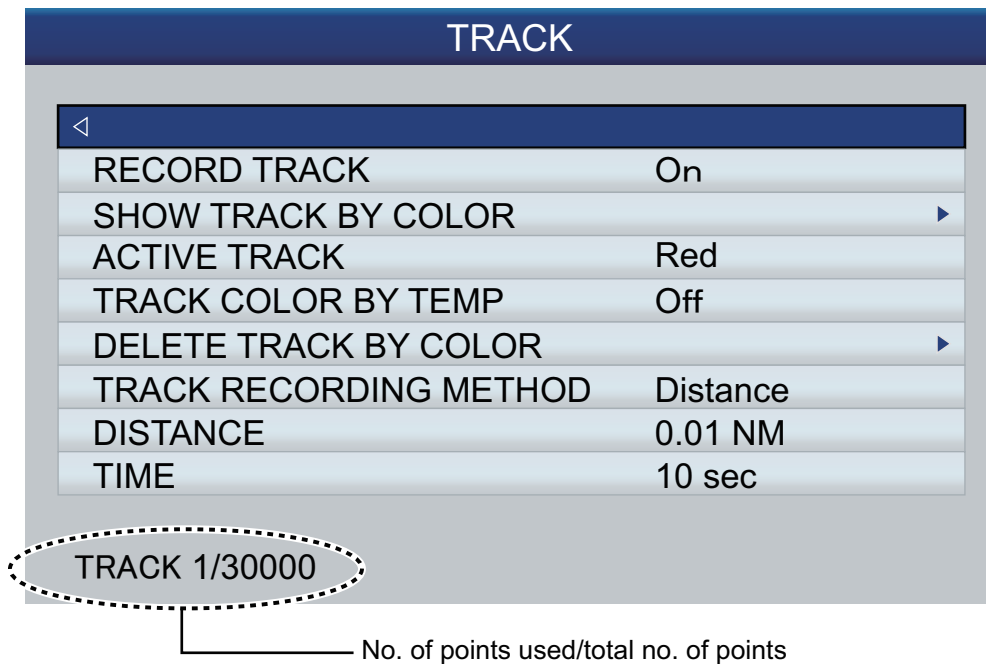 TRACK
RECORD TRACK On
SHOW TRACK BY COLOR
ACTIVE TRACK Red
TRACK COLOR BY TEMP Off
DELETE TRACK BY COLOR
TRACK RECORDING METHOD Distance
DISTANCE 0.01 NM
TIME 10 sec
TRACK 1/30000
No. of points used/total no. of points